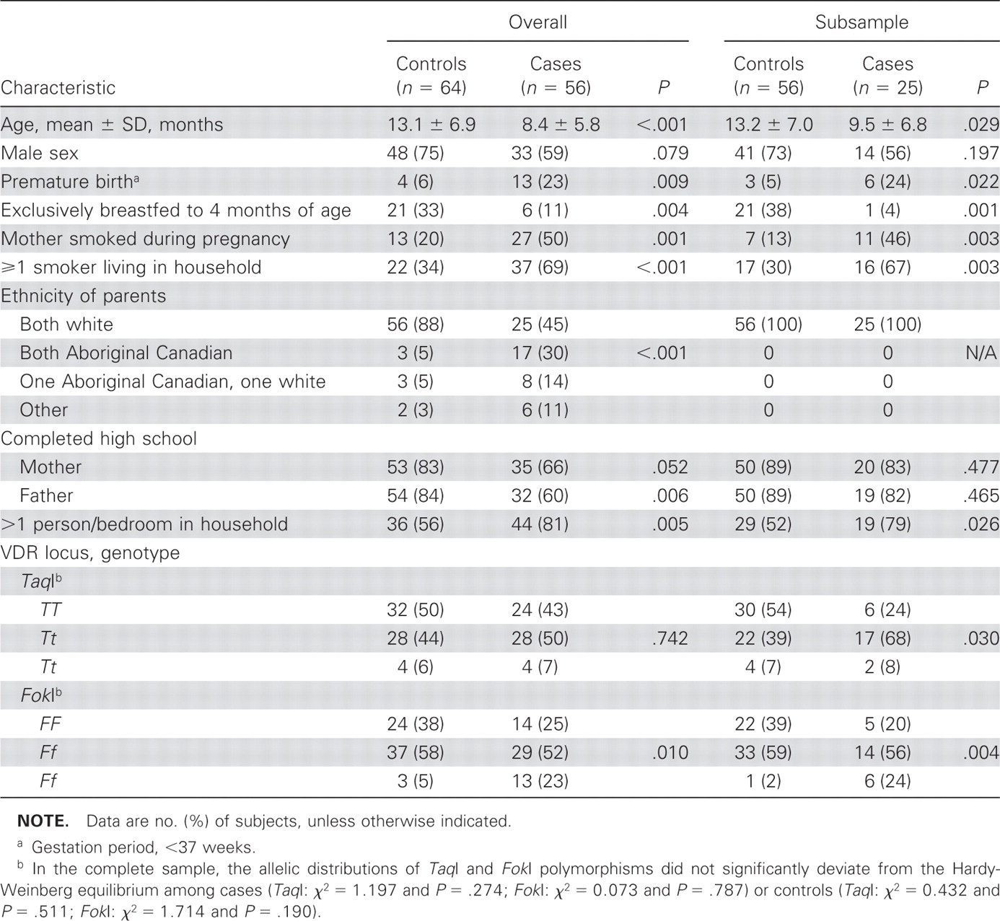 Overall Subsample
Controls Cases Controls Cases
Characteristic (n = 64) (n = 56) P (n = 56) (n = 25) P
Age, mean ± SD, months 13.1 ± 6.9 8.4 ± 5.8 <.001 13.2 ± 7.0 9.5 ± 6.8 .029
Male sex 48 (75) 33 (59) .079 41 (73) 14 (56) .197
Premature birthᵃ 4 (6) 13 (23) .009 3 (5) 6 (24) .022
Exclusively breastfed to 4 months of age 21 (33) 6 (11) .004 21 (38) 1 (4) .001
Mother smoked during pregnancy 13 (20) 27 (50) .001 7 (13) 11 (46) .003
⩾1 smoker living in household 22 (34) 37 (69) <.001 17 (30) 16 (67) .003
Ethnicity of parents
Both white 56 (88) 25 (45) 56 (100) 25 (100)
Both Aboriginal Canadian 3 (5) 17 (30) <.001 0 0 N/A
One Aboriginal Canadian, one white 3 (5) 8 (14) 0 0
Other 2 (3) 6 (11) 0 0
Completed high school
Mother 53 (83) 35 (66) .052 50 (89) 20 (83) .477
Father 54 (84) 32 (60) .006 50 (89) 19 (82) .465
>1 person/bedroom in household 36 (56) 44 (81) .005 29 (52) 19 (79) .026
VDR locus, genotype
TaqIᵇ
TT 32 (50) 24 (43) 30 (54) 6 (24)
Tt 28 (44) 28 (50) .742 22 (39) 17 (68) .030
Tt 4 (6) 4 (7) 4 (7) 2 (8)
FokIᵇ
FF 24 (38) 14 (25) 22 (39) 5 (20)
Ff 37 (58) 29 (52) .010 33 (59) 14 (56) .004
Ff 3 (5) 13 (23) 1 (2) 6 (24)
NOTE. Data are no. (%) of subjects, unless otherwise indicated.
ᵃ Gestation period, <37 weeks.
ᵇ In the complete sample, the allelic distributions of TaqI and FokI polymorphisms did not significantly deviate from the Hardy-
Weinberg equilibrium among cases (TaqI: χ² = 1.197 and P = .274; FokI: χ² = 0.073 and P = .787) or controls (TaqI: χ² = 0.432 and
P = .511; FokI: χ² = 1.714 and P = .190).